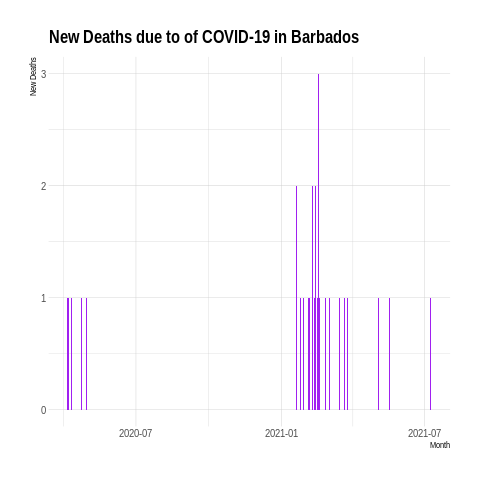 New Deaths due to of COVID-19 in Barbados
New Deaths
3
2
1
0
2020-07
2021-01
2021-07
Month